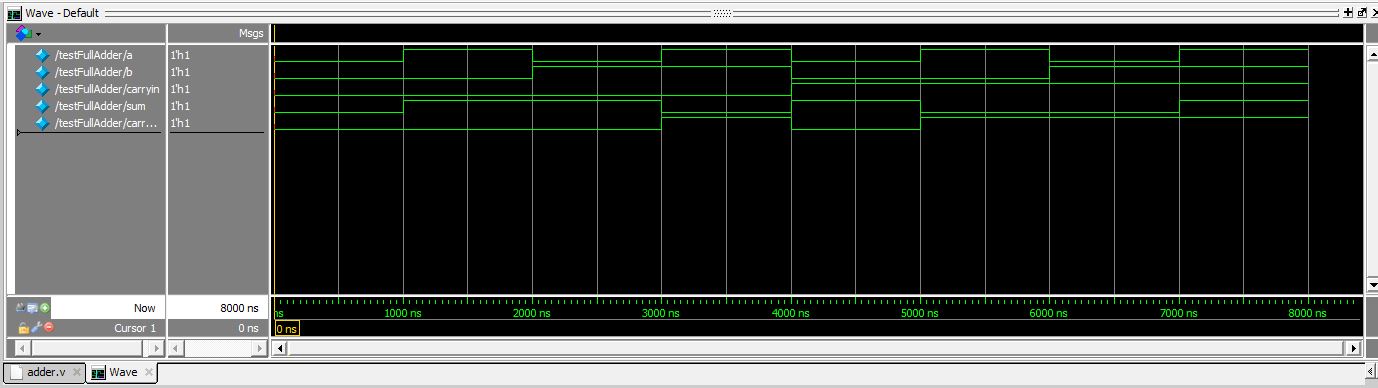 Wave - Default
Msgs
/testFullAdder/a 1'h1
/testFullAdder/b 1'h1
/testFullAdder/carryin 1'h1
/testFullAdder/sum 1'h1
/testFullAdder/carr... 1'h1
Now 8000 ns
ns 1000 ns 2000 ns 3000 ns 4000 ns 5000 ns 6000 ns 7000 ns 8000 ns
Cursor 1 0 ns 0 ns
adder.v Wave